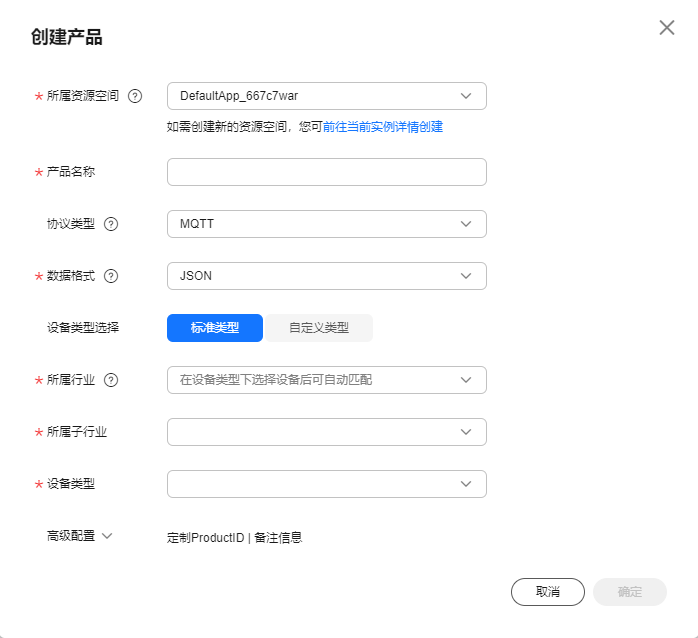 创建产品
* 所属资源空间 ? DefaultApp_667c7war
如需创建新的资源空间，您可前往当前实例详情创建
* 产品名称
协议类型 ? MQTT
* 数据格式 ? JSON
设备类型选择 标准类型 自定义类型
* 所属行业 ? 在设备类型下选择设备后可自动匹配
* 所属子行业
* 设备类型
高级配置 定制ProductID | 备注信息
取消 确定